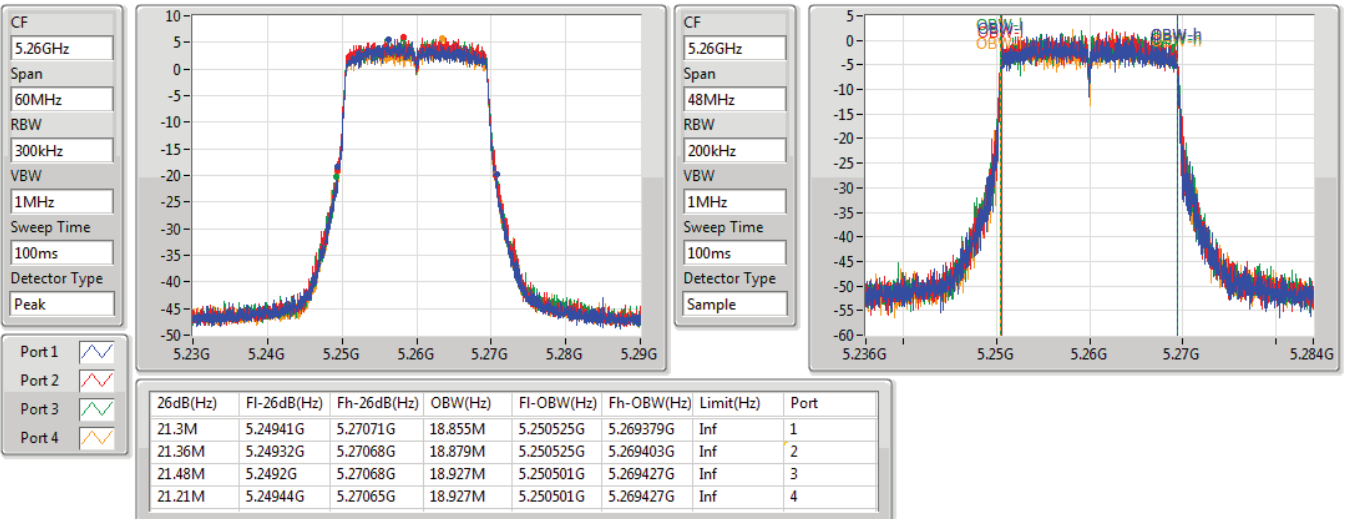 CF
5.26GHz
Span
60MHz
RBW
300kHz
VBW
1MHz
Sweep Time
100ms
Detector Type
Peak
10
5
0
-5
-10
-15
-20
-25
-30
-35
-40
-45
-50
5.23G 5.24G 5.25G 5.26G 5.27G 5.28G 5.29G
CF
5.26GHz
Span
48MHz
RBW
200kHz
VBW
1MHz
Sweep Time
100ms
Detector Type
Sample
5
0
-5
-10
-15
-20
-25
-30
-35
-40
-45
-50
-55
-60
OBW-l
OBW-h
5.236G 5.25G 5.26G 5.27G 5.284G
Port 1
Port 2
Port 3
Port 4
26dB(Hz) Fl-26dB(Hz) Fh-26dB(Hz) OBW(Hz) Fl-OBW(Hz) Fh-OBW(Hz) Limit(Hz) Port
21.3M 5.24941G 5.27071G 18.855M 5.250525G 5.269379G Inf 1
21.36M 5.24932G 5.27068G 18.879M 5.250525G 5.269403G Inf 2
21.48M 5.2492G 5.27068G 18.927M 5.250501G 5.269427G Inf 3
21.21M 5.24944G 5.27065G 18.927M 5.250501G 5.269427G Inf 4